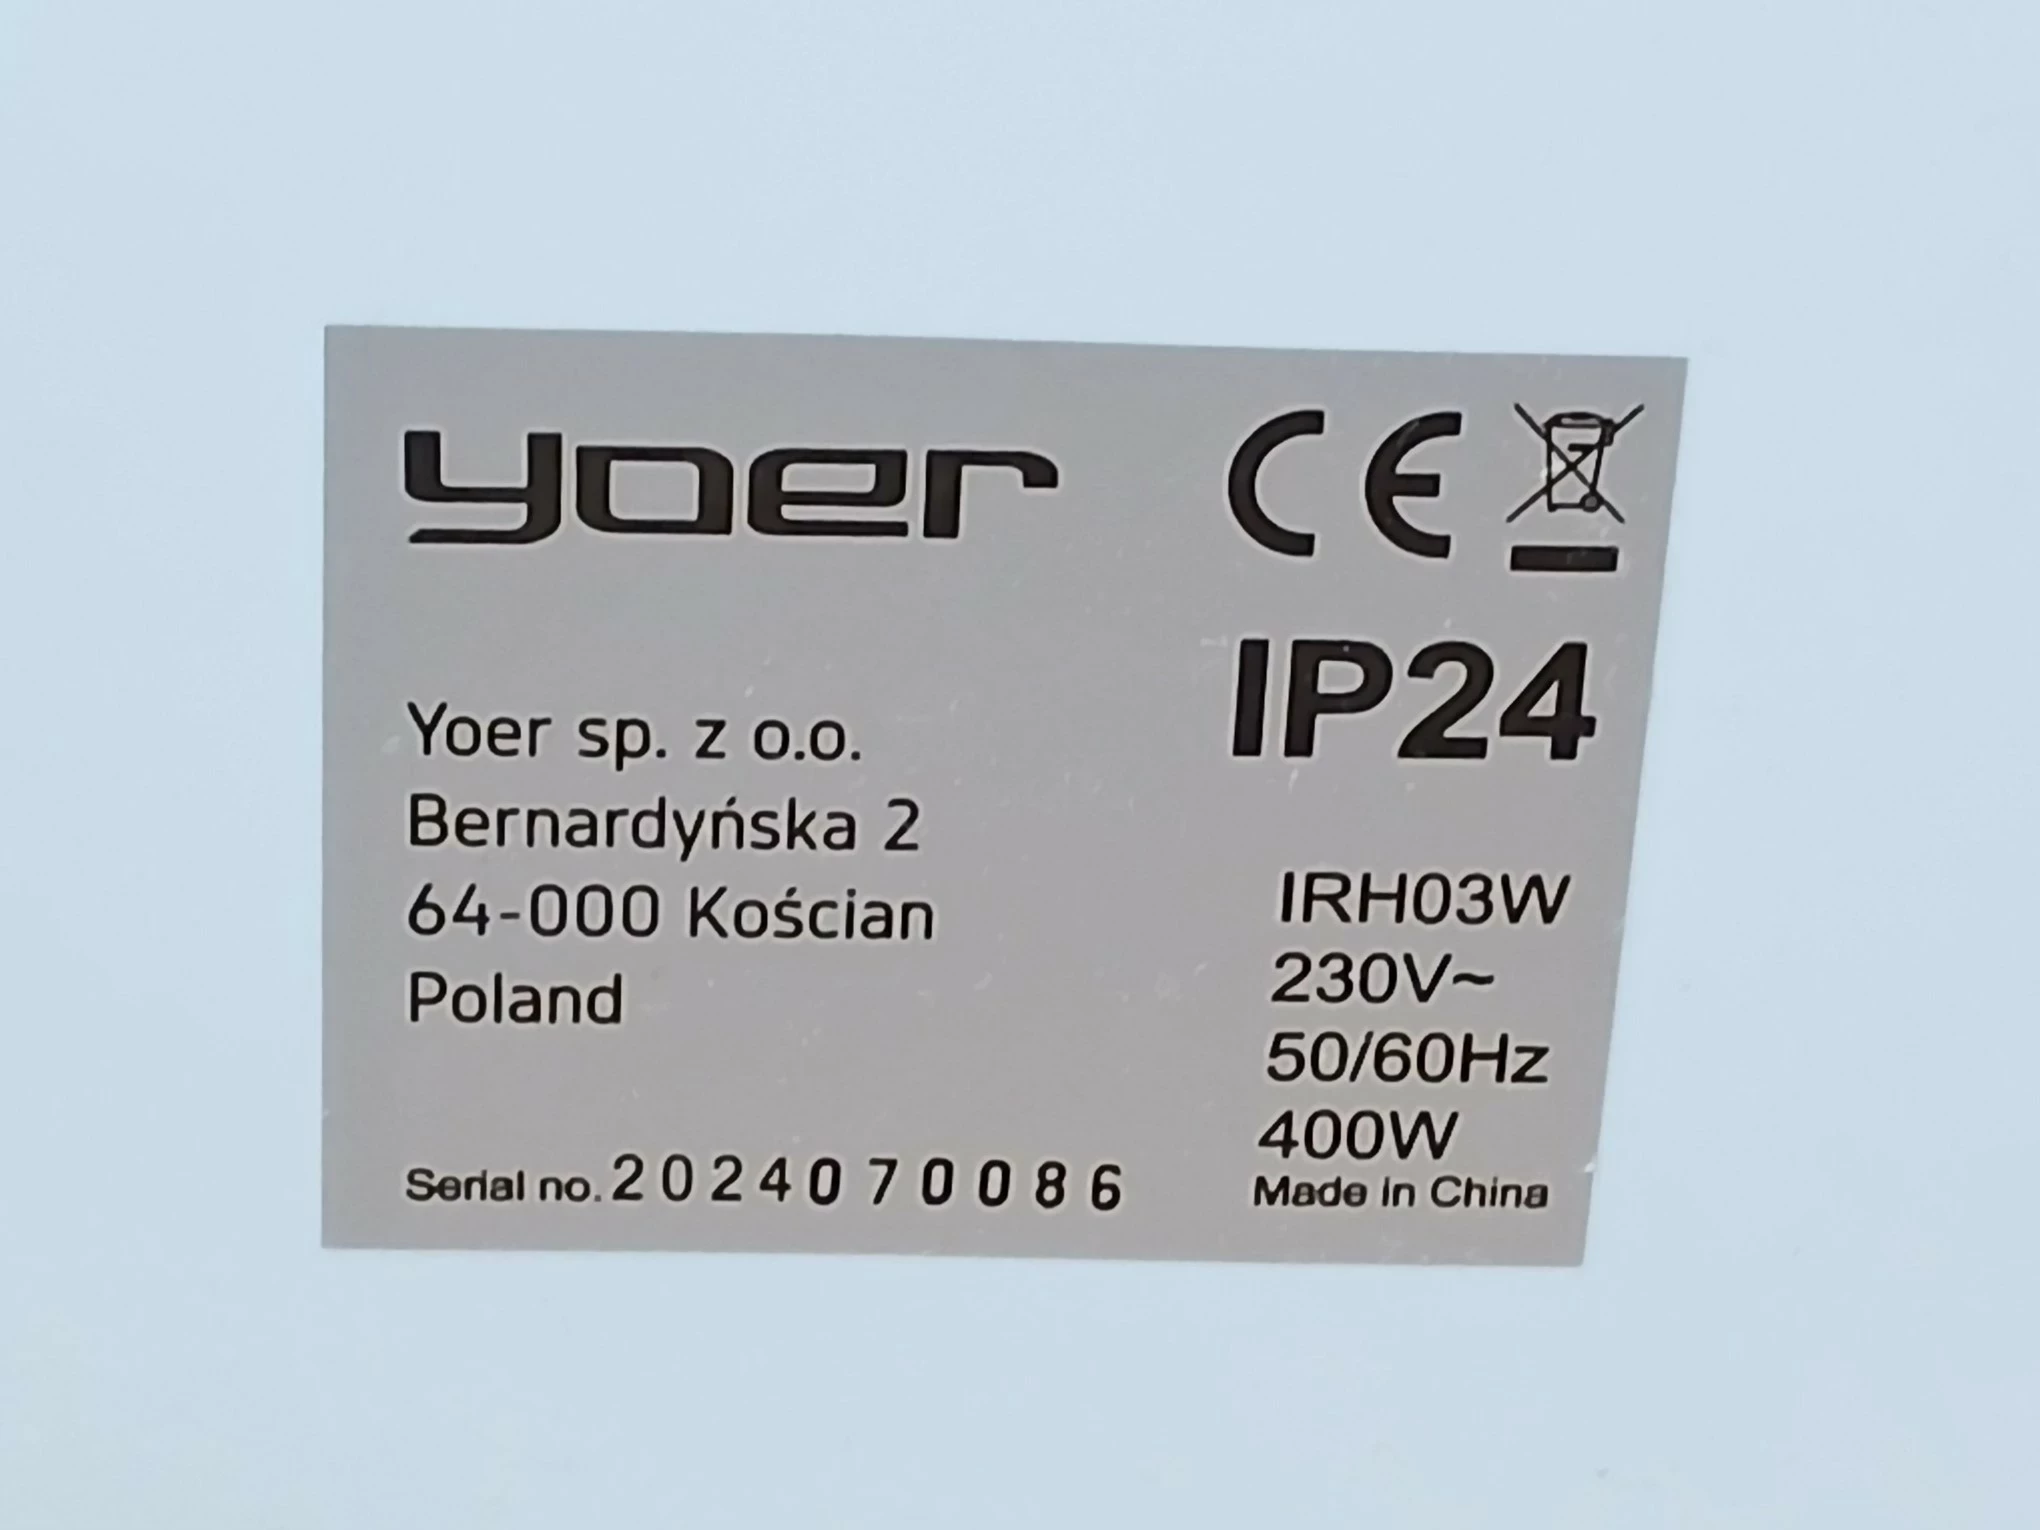 yoer
CE
IP24
Yoer sp. z o.o.
Bernardyńska 2
64-000 Kościan
Poland
IRH03W
230V~
50/60Hz
400W
Serial no. 2024070086
Made in China